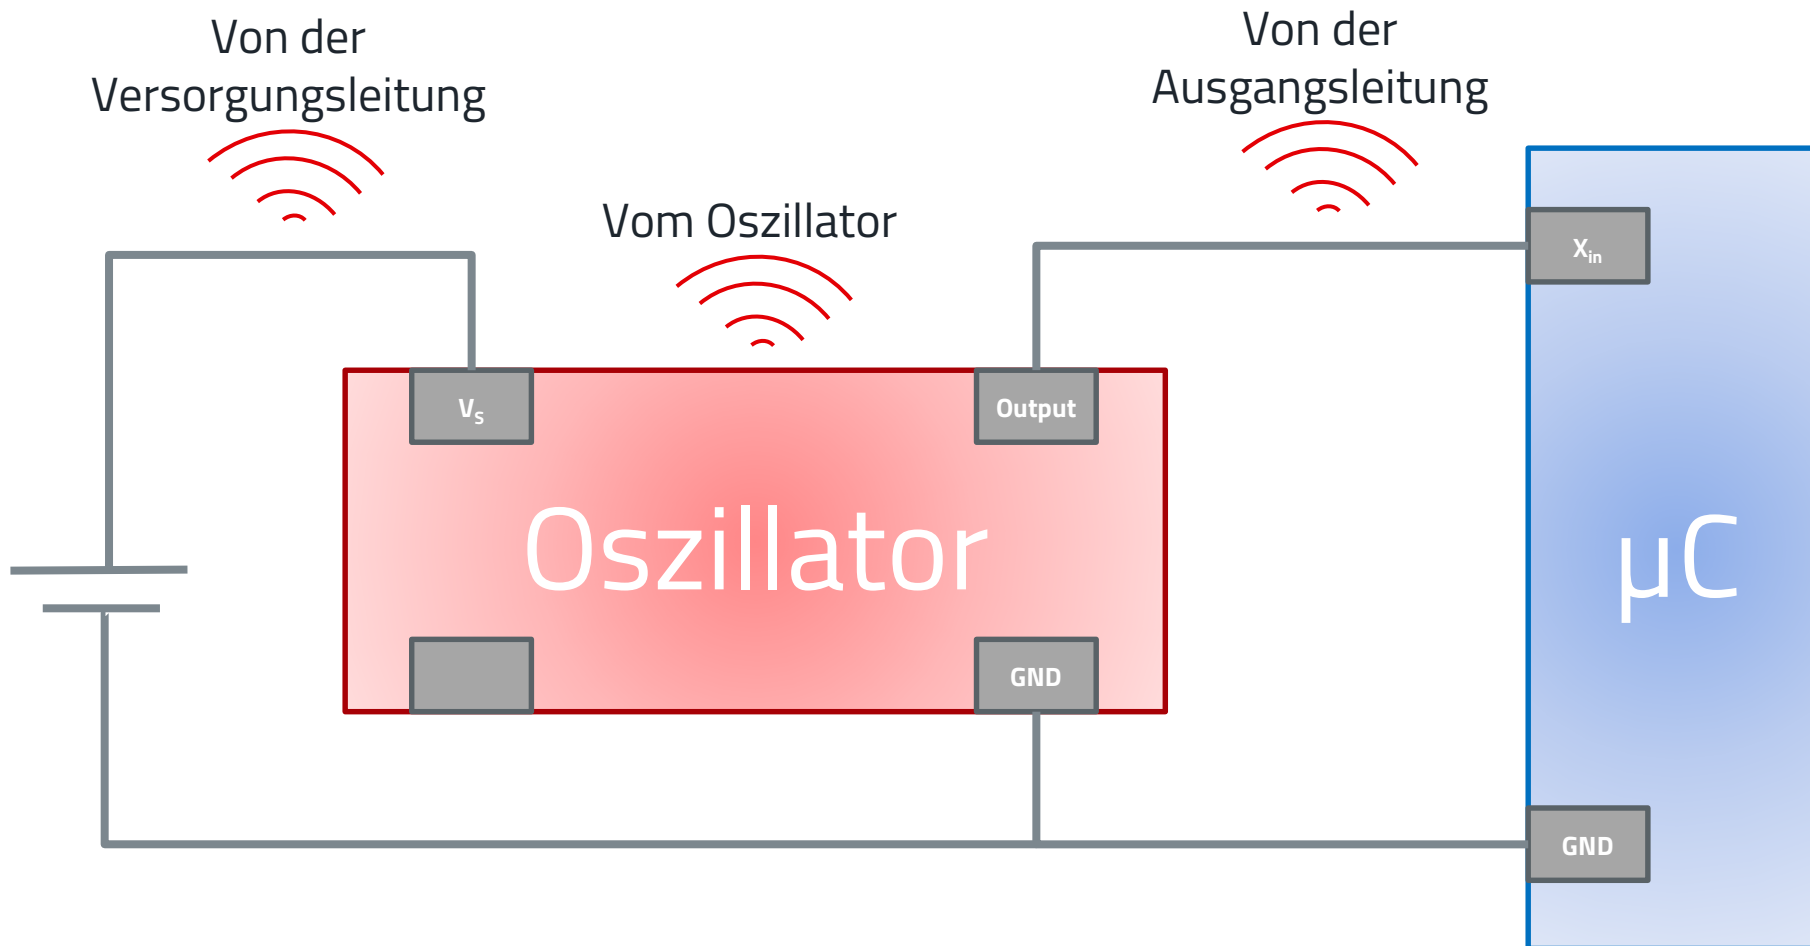 Von der
Versorgungsleitung
Von der
Ausgangsleitung
Vom Oszillator
Xin
VS
Output
Oszillator
µC
GND
GND